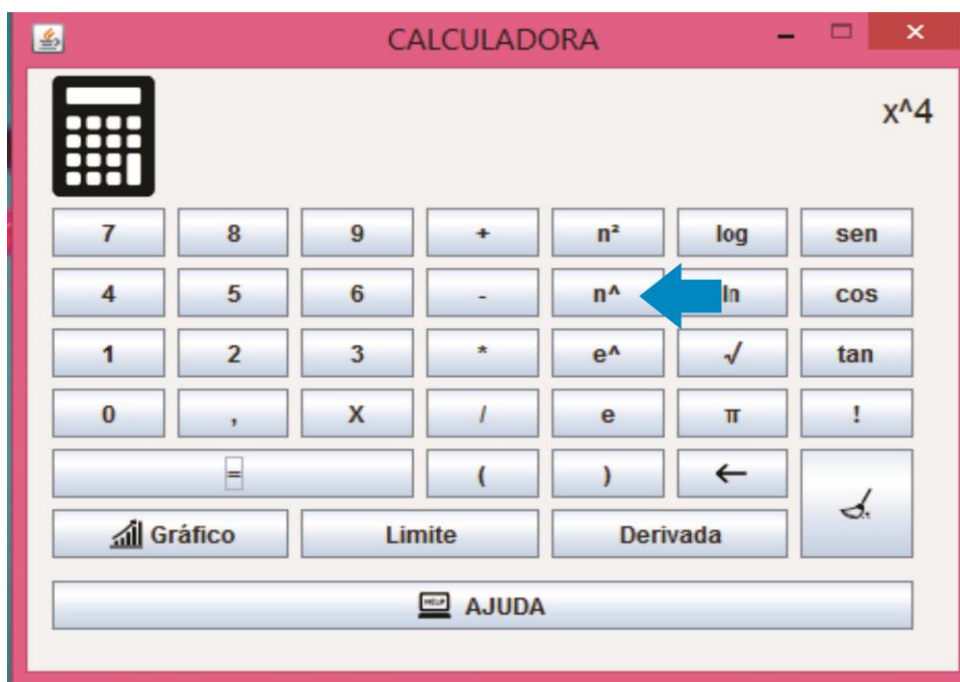 CALCULADORA
x^4
7 8 9 + n² log sen
4 5 6 - n^ ln cos
1 2 3 * e^ √ tan
0 , X / e π !
= ( ) ←
Gráfico Limite Derivada
HELP AJUDA